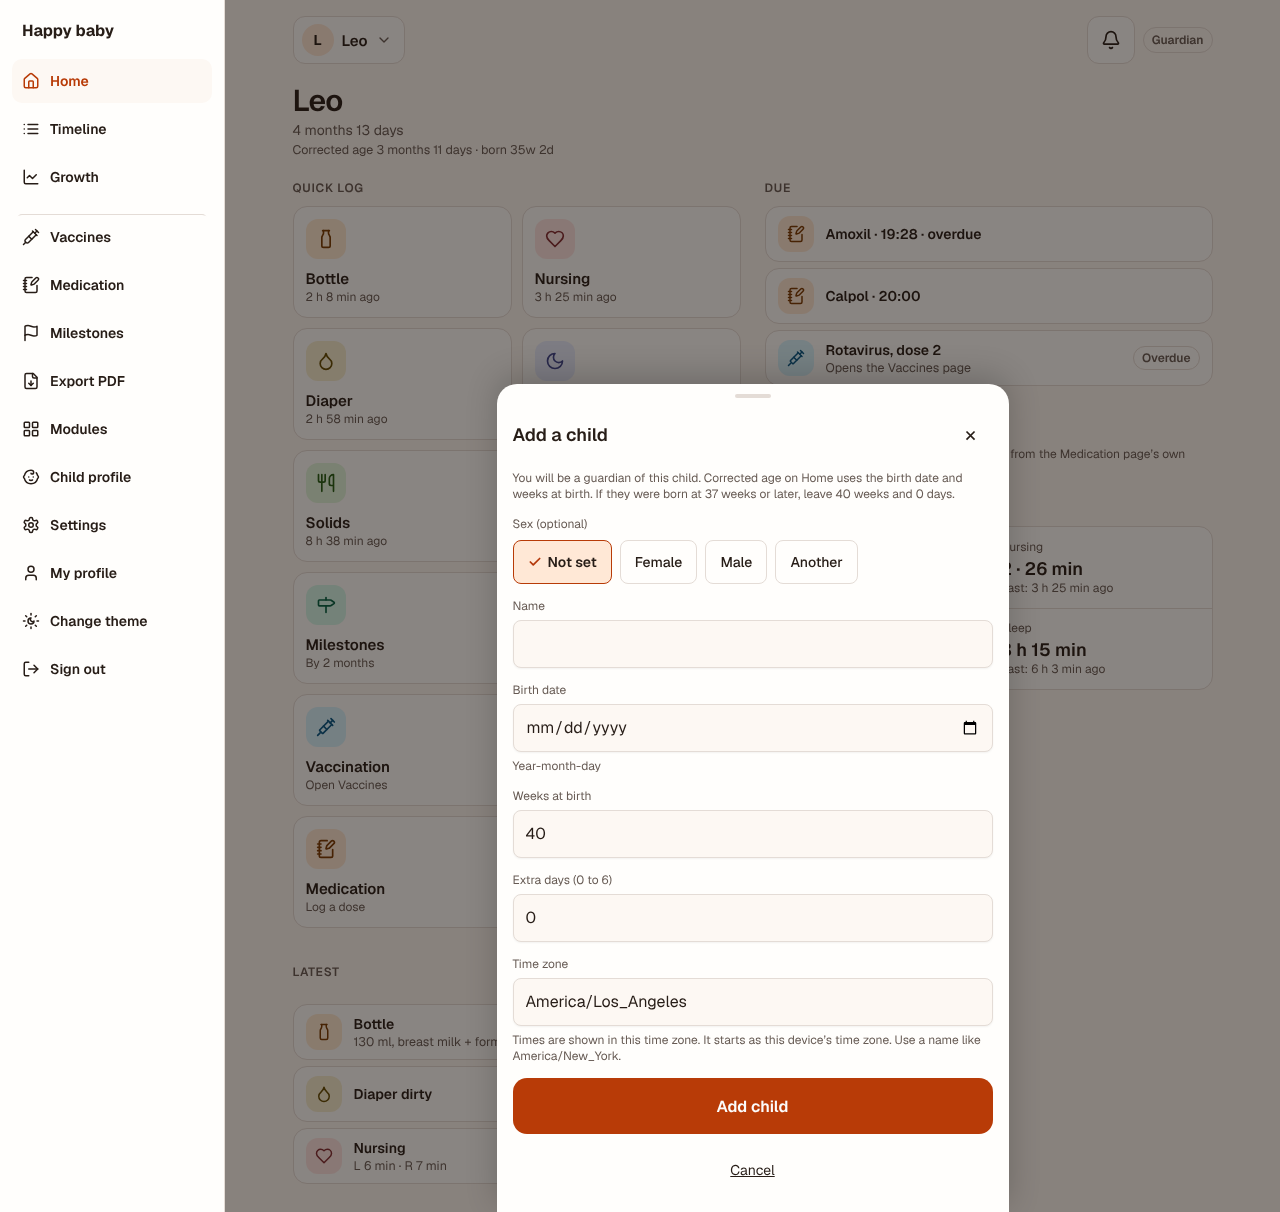 Happy baby
Home
Timeline
Growth
Vaccines
Medication
Milestones
Export PDF
Modules
Child profile
Settings
My profile
Change theme
Sign out
L Leo
Guardian
Leo
4 months 13 days
Corrected age 3 months 11 days · born 35w 2d
QUICK LOG
Bottle
2 h 8 min ago
Nursing
3 h 25 min ago
Diaper
2 h 58 min ago
Solids
8 h 38 min ago
Milestones
By 2 months
Vaccination
Open Vaccines
Medication
Log a dose
DUE
Amoxil · 19:28 · overdue
Calpol · 20:00
Rotavirus, dose 2
Opens the Vaccines page
Overdue
from the Medication page's own
ursing
2 · 26 min
ast: 3 h 25 min ago
leep
h 15 min
ast: 6 h 3 min ago
LATEST
Bottle
130 ml, breast milk + form
Diaper dirty
Nursing
L 6 min · R 7 min
Add a child
You will be a guardian of this child. Corrected age on Home uses the birth date and
weeks at birth. If they were born at 37 weeks or later, leave 40 weeks and 0 days.
Sex (optional)
Not set
Female
Male
Another
Name
Birth date
mm/dd/yyyy
Year-month-day
Weeks at birth
40
Extra days (0 to 6)
0
Time zone
America/Los_Angeles
Times are shown in this time zone. It starts as this device's time zone. Use a name like
America/New_York.
Add child
Cancel